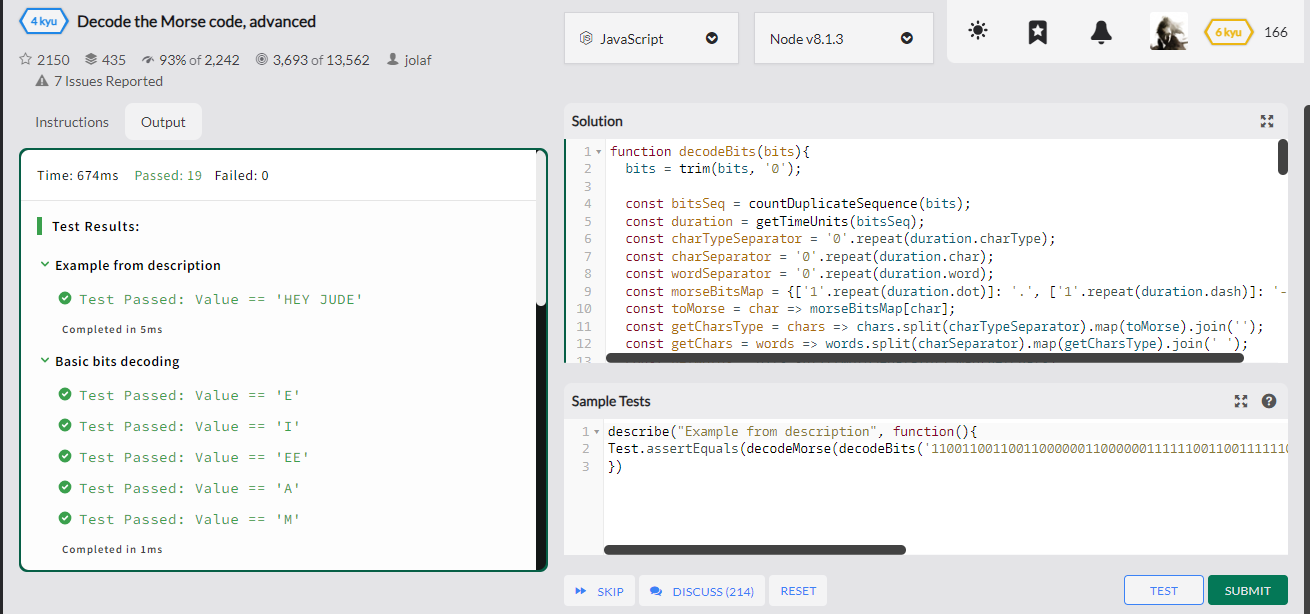 4 kyu Decode the Morse code, advanced
2150 435 93% of 2,242 3,693 of 13,562 jolaf
7 Issues Reported
Instructions Output
Time: 674ms Passed: 19 Failed: 0
Test Results:
Example from description
Test Passed: Value == 'HEY JUDE'
Completed in 5ms
Basic bits decoding
Test Passed: Value == 'E'
Test Passed: Value == 'I'
Test Passed: Value == 'EE'
Test Passed: Value == 'A'
Test Passed: Value == 'M'
Completed in 1ms
JavaScript Node v8.1.3
6 kyu 166
Solution
1 function decodeBits(bits){
2 bits = trim(bits, '0');
3
4 const bitsSeq = countDuplicateSequence(bits);
5 const duration = getTimeUnits(bitsSeq);
6 const charTypeSeparator = '0'.repeat(duration.charType);
7 const charSeparator = '0'.repeat(duration.char);
8 const wordSeparator = '0'.repeat(duration.word);
9 const morseBitsMap = {['1'.repeat(duration.dot)]: '.', ['1'.repeat(duration.dash)]: '-
10 const toMorse = char => morseBitsMap[char];
11 const getCharsType = chars => chars.split(charTypeSeparator).map(toMorse).join('');
12 const getChars = words => words.split(charSeparator).map(getCharsType).join(' ');
13
Sample Tests
1 describe("Example from description", function(){
2 Test.assertEquals(decodeMorse(decodeBits('11001100110011000000110000001111110011001111110
3 })
SKIP DISCUSS (214) RESET TEST SUBMIT